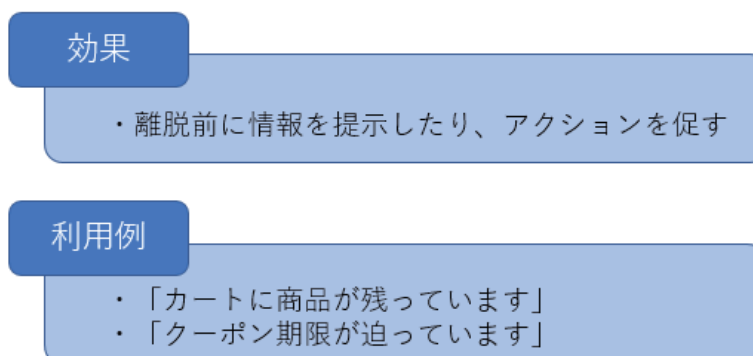 効果
・離脱前に情報を提示したり、アクションを促す
利用例
・「カートに商品が残っています」
・「クーポン期限が迫っています」